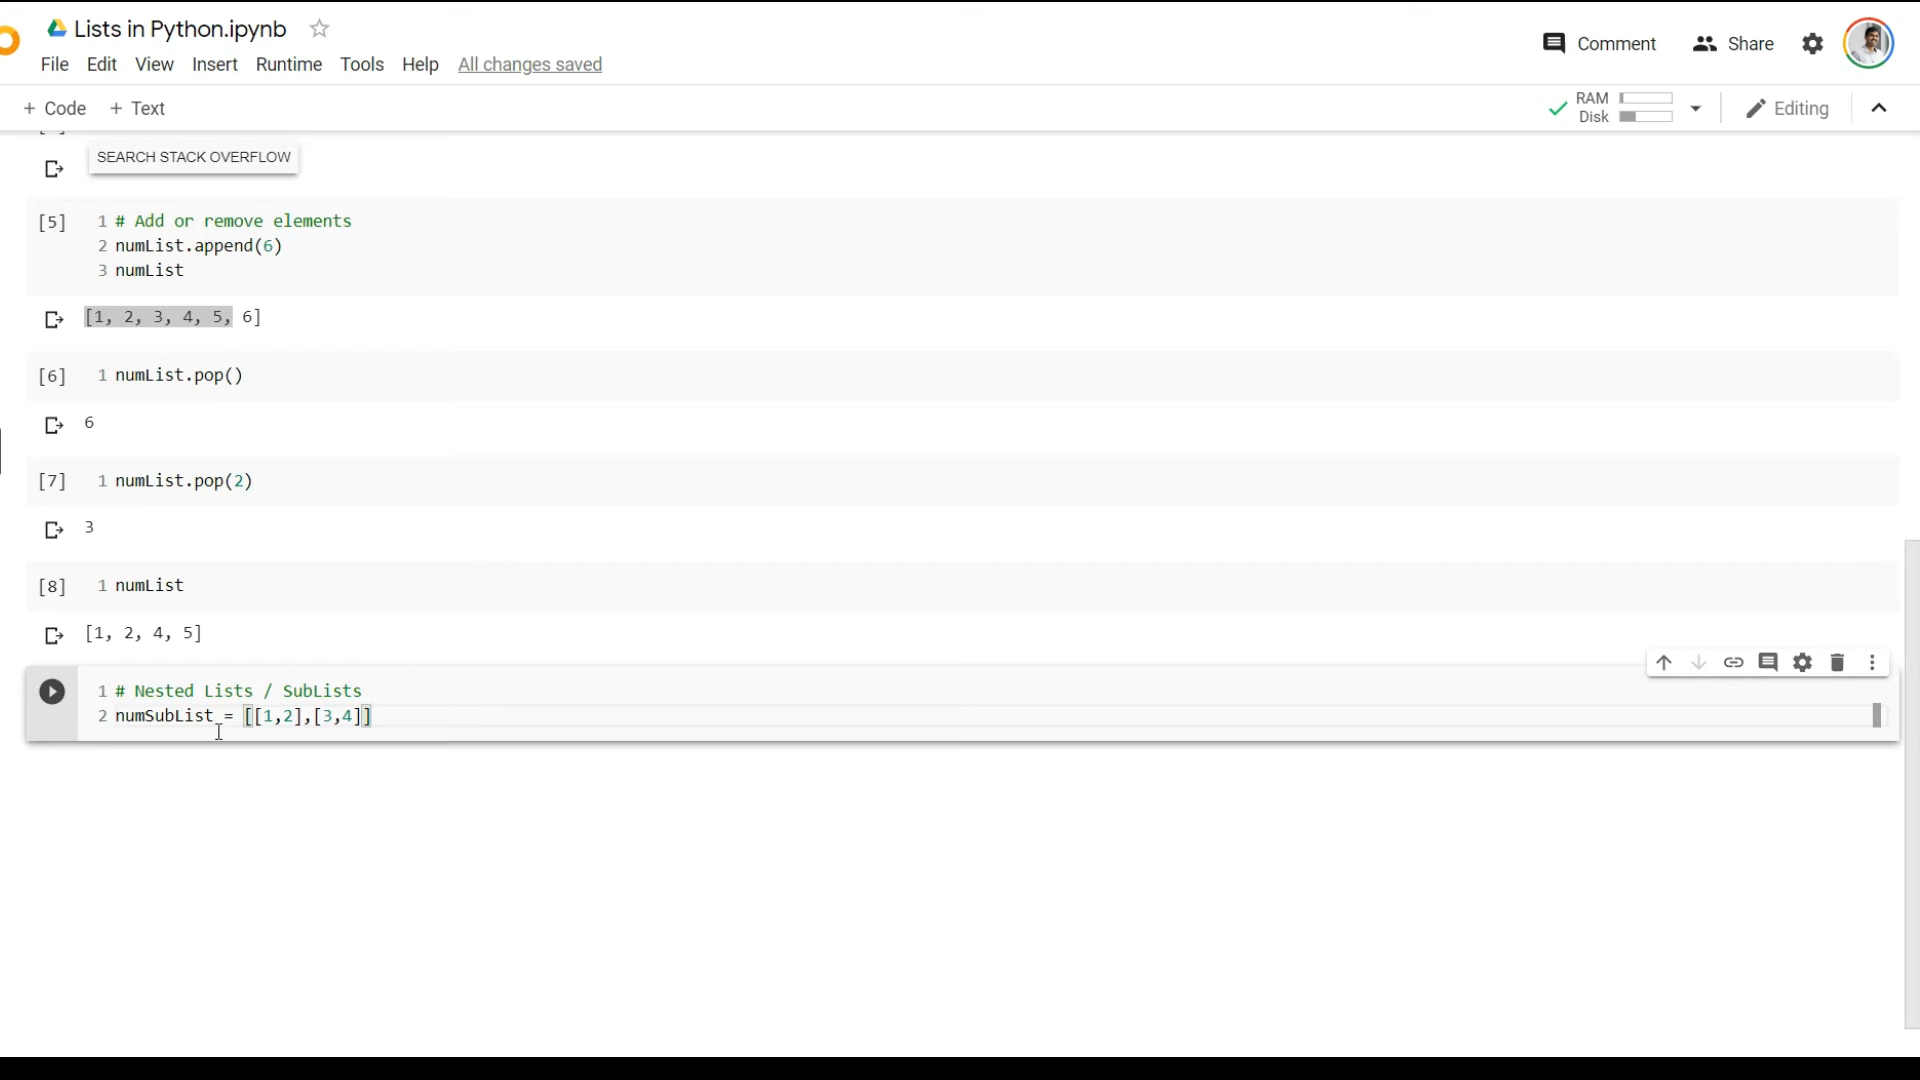 Lists in Python.ipynb
File Edit View Insert Runtime Tools Help All changes saved
Comment Share
+ Code + Text
RAM
Disk
Editing
SEARCH STACK OVERFLOW
[5] 1 # Add or remove elements
2 numList.append(6)
3 numList
[1, 2, 3, 4, 5, 6]
[6] 1 numList.pop()
6
[7] 1 numList.pop(2)
3
[8] 1 numList
[1, 2, 4, 5]
1 # Nested Lists / SubLists
2 numSubList = [[1,2],[3,4]]